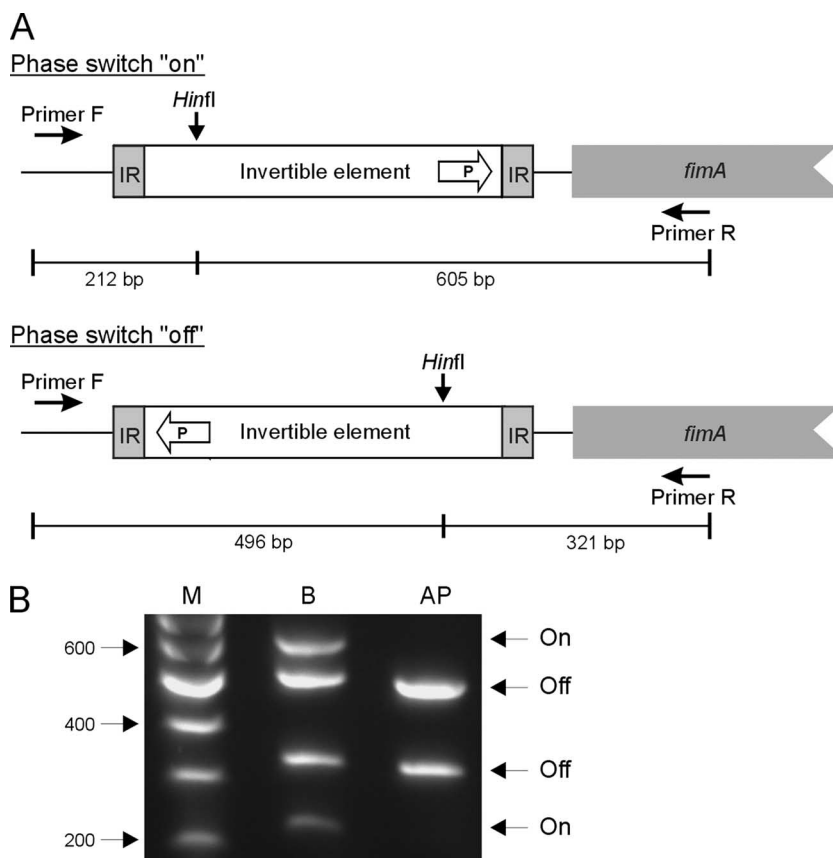 A
Phase switch "on"
HinfI
Primer F
IR
Invertible element
P
IR
fimA
Primer R
212 bp
605 bp
Phase switch "off"
HinfI
Primer F
IR
P
Invertible element
IR
fimA
Primer R
496 bp
321 bp
B
M B AP
600
On
Off
400
Off
On
200